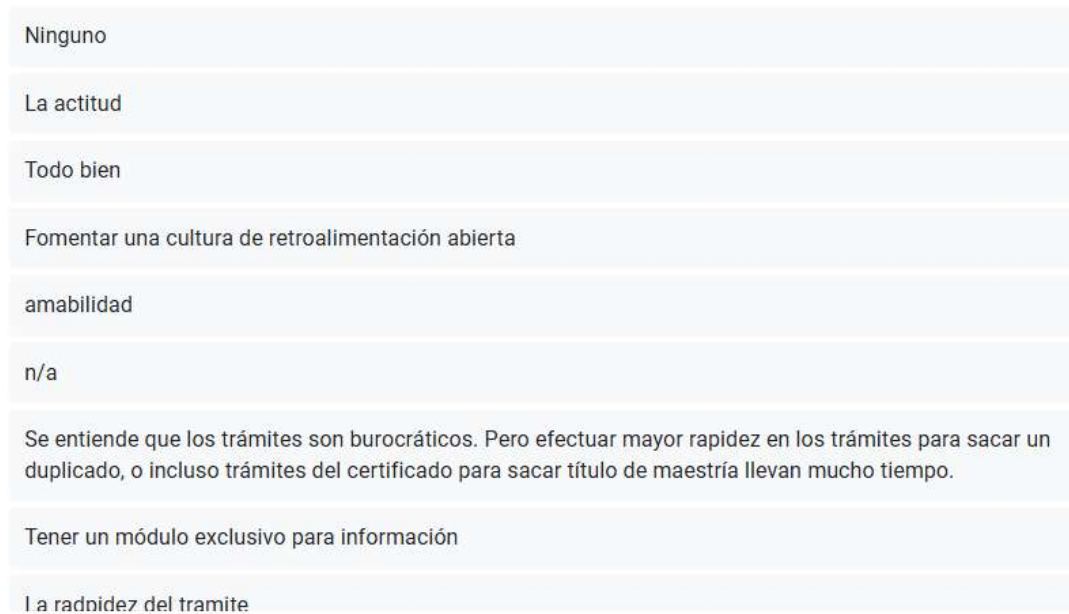 Ninguno
La actitud
Todo bien
Fomentar una cultura de retroalimentación abierta
amabilidad
n/a
Se entiende que los trámites son burocráticos. Pero efectuar mayor rapidez en los trámites para sacar un
duplicado, o incluso trámites del certificado para sacar título de maestría llevan mucho tiempo.
Tener un módulo exclusivo para información
La radpidez del tramite